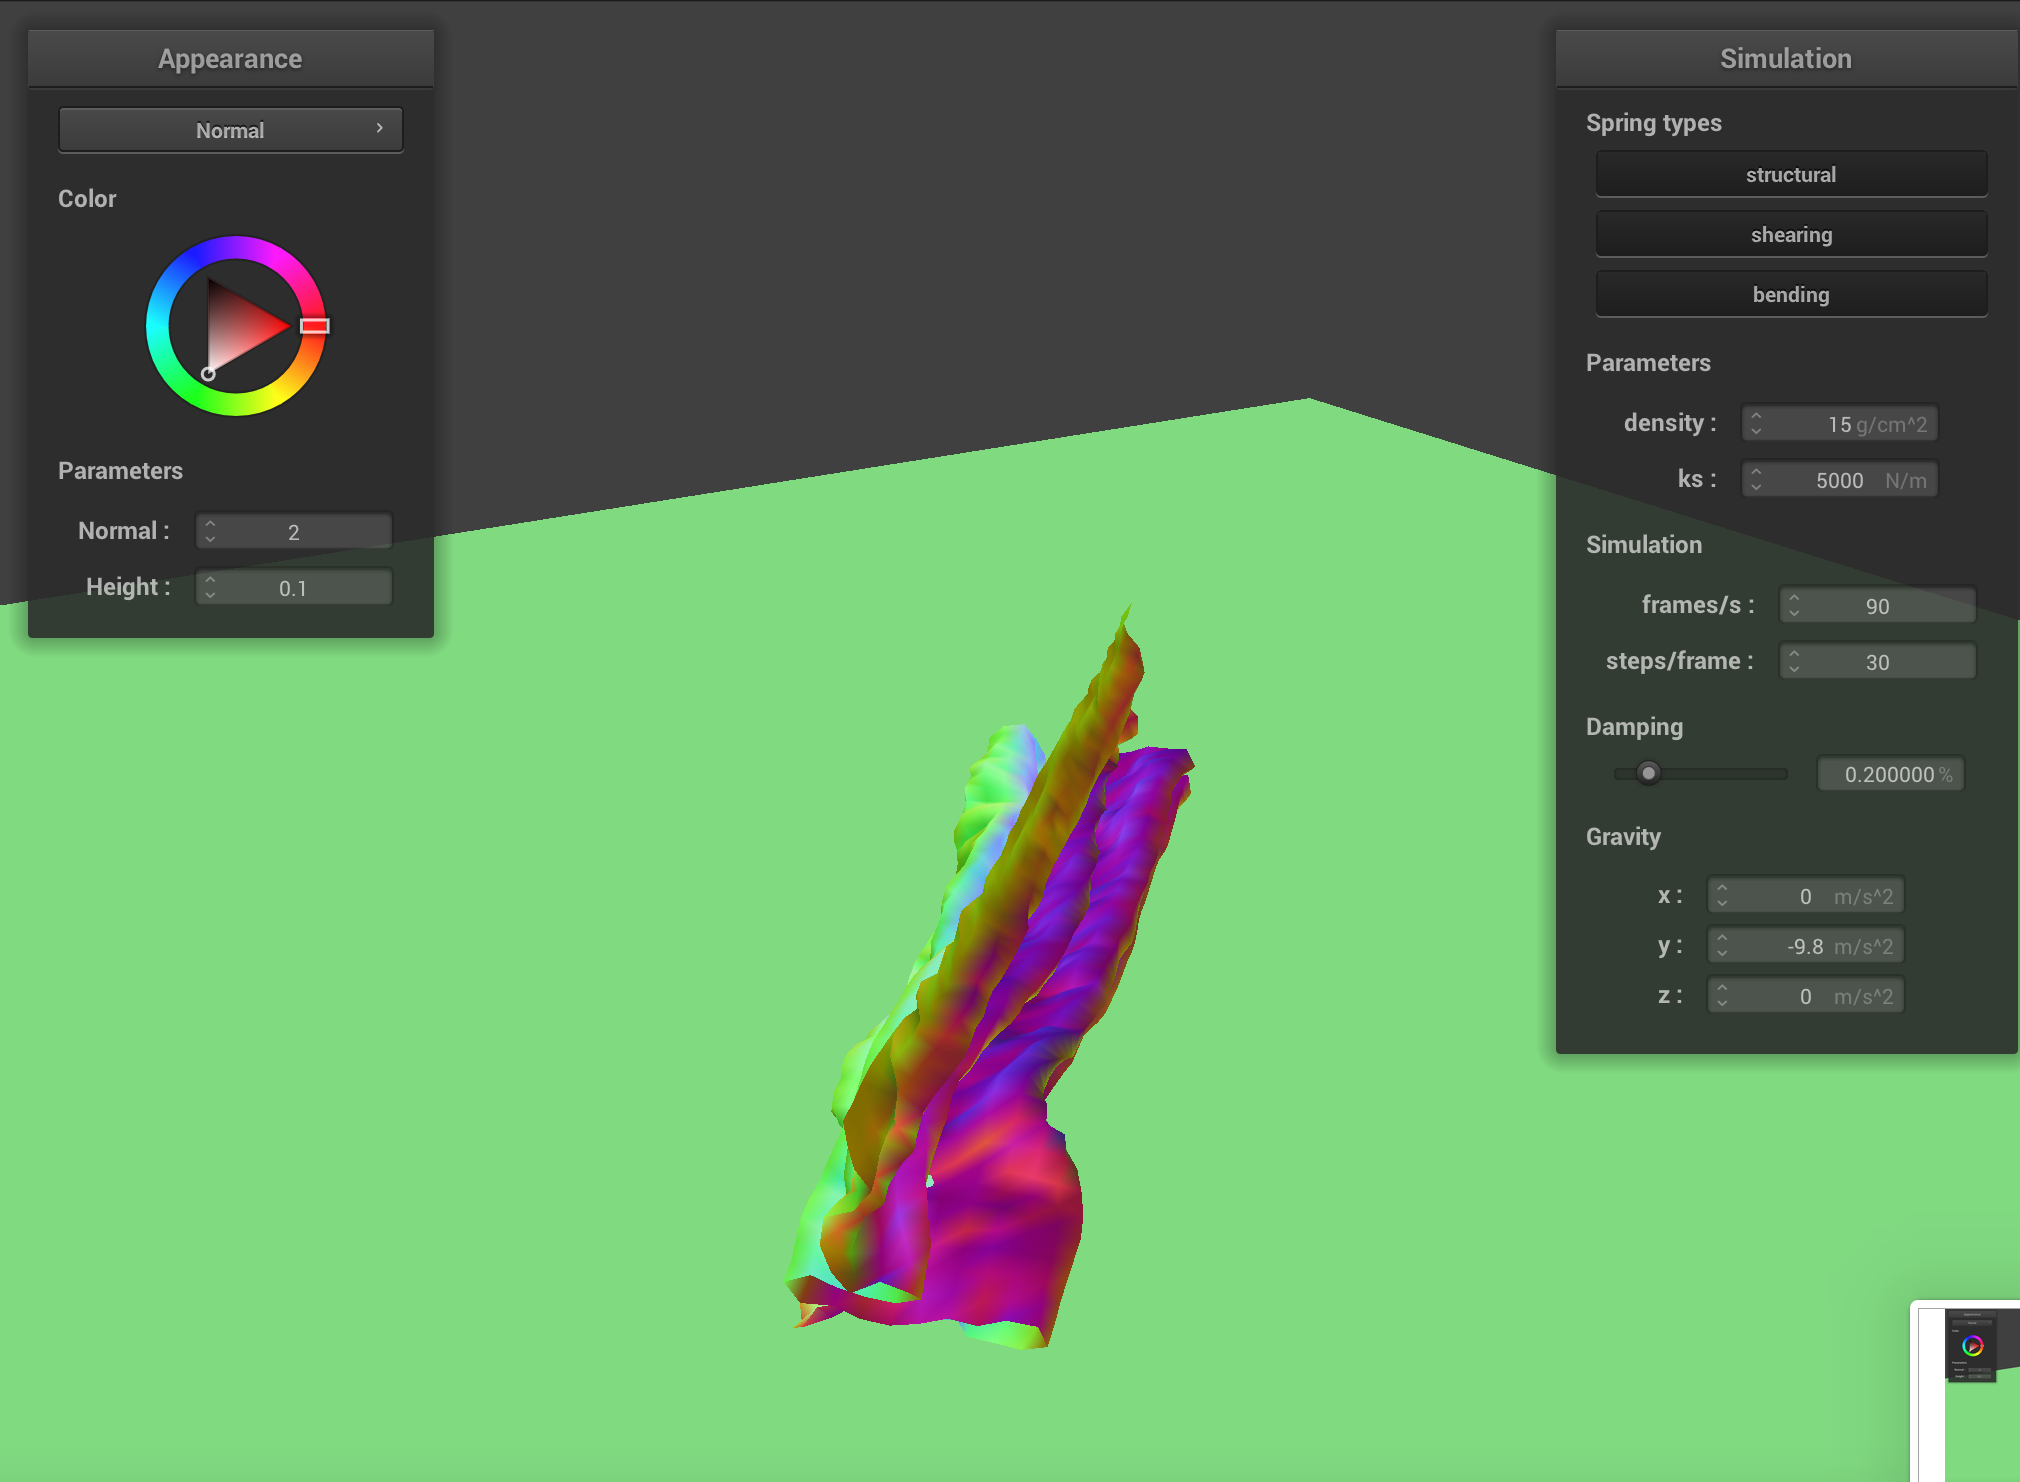 Appearance
Normal
Color
Parameters
Normal : 2
Height : 0.1
Simulation
Spring types
structural
shearing
bending
Parameters
density : 15 g/cm^2
ks : 5000 N/m
Simulation
frames/s : 90
steps/frame : 30
Damping
0.200000 %
Gravity
x : 0 m/s^2
y : -9.8 m/s^2
z : 0 m/s^2